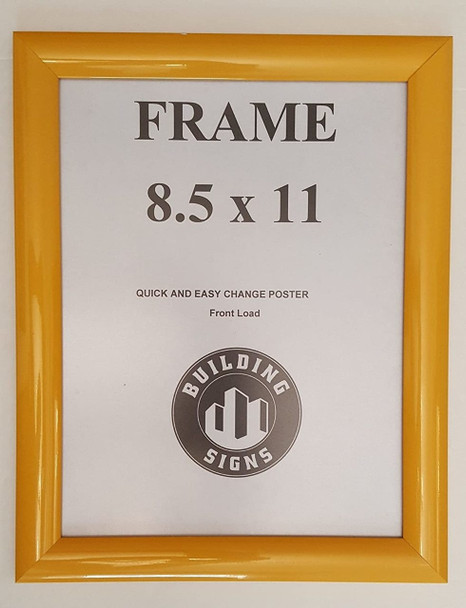 FRAME
8.5 x 11
QUICK AND EASY CHANGE POSTER
Front Load
BUILDING
SIGNS